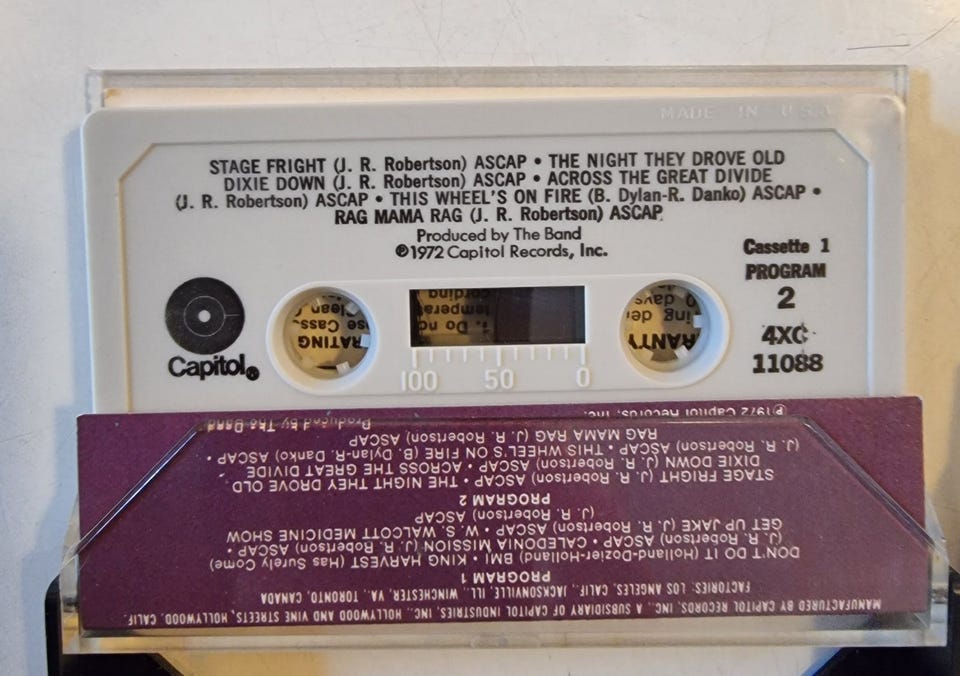 MADE IN U.S.A.
STAGE FRIGHT (J. R. Robertson) ASCAP • THE NIGHT THEY DROVE OLD
DIXIE DOWN (J. R. Robertson) ASCAP • ACROSS THE GREAT DIVIDE
(J. R. Robertson) ASCAP • THIS WHEEL'S ON FIRE (B. Dylan-R. Danko) ASCAP •
RAG MAMA RAG (J. R. Robertson) ASCAP
Produced by The Band
℗1972 Capitol Records, Inc.
Cassette 1
PROGRAM
2
4XC
11088
Capitol®
100 50 0
RATING
RANTY
MANUFACTURED BY CAPITOL RECORDS, INC., A SUBSIDIARY OF CAPITOL INDUSTRIES, INC., HOLLYWOOD AND VINE STREETS, HOLLYWOOD, CALIF.
FACTORIES: LOS ANGELES, CALIF., JACKSONVILLE, ILL., WINCHESTER, VA., TORONTO, CANADA
PROGRAM 1
DON'T DO IT (Holland-Dozier-Holland) BMI • KING HARVEST (Has Surely Come)
(J. R. Robertson) ASCAP • CALEDONIA MISSION (J. R. Robertson) ASCAP •
GET UP JAKE (J. R. Robertson) ASCAP • W. S. WALCOTT MEDICINE SHOW
(J. R. Robertson) ASCAP
PROGRAM 2
STAGE FRIGHT (J. R. Robertson) ASCAP • THE NIGHT THEY DROVE OLD
DIXIE DOWN (J. R. Robertson) ASCAP • ACROSS THE GREAT DIVIDE
(J. R. Robertson) ASCAP • THIS WHEEL'S ON FIRE (B. Dylan-R. Danko) ASCAP •
RAG MAMA RAG (J. R. Robertson) ASCAP
℗1972 Capitol Records, Inc. Produced by The Band